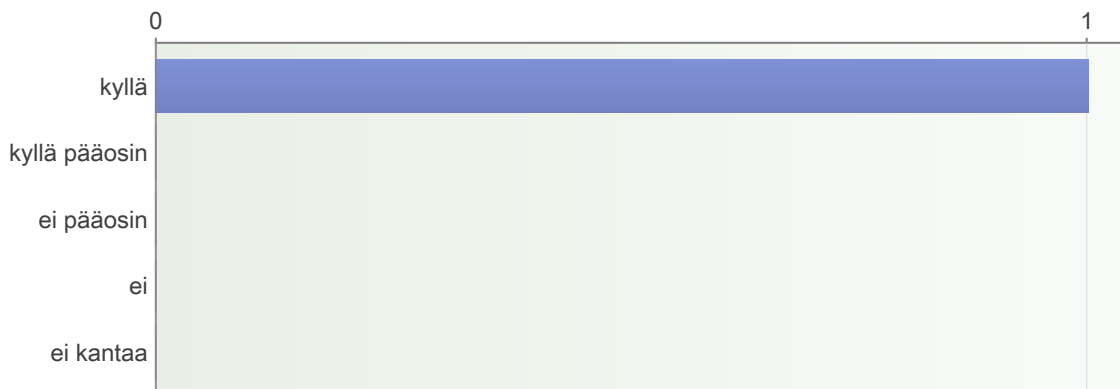 0 1
kyllä
kyllä pääosin
ei pääosin
ei
ei kantaa